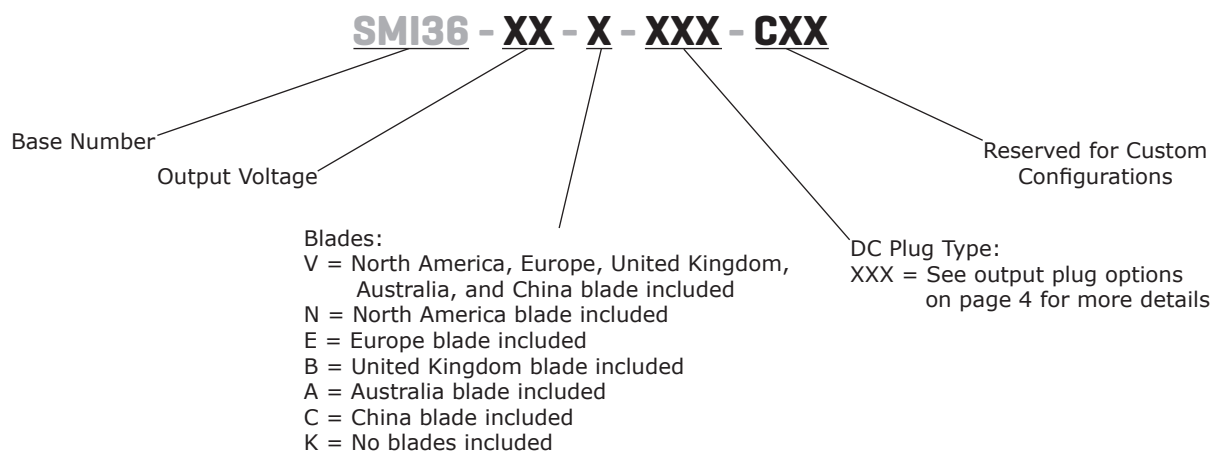 SMI36 - XX - X - XXX - CXX
Base Number
Output Voltage
Reserved for Custom
Configurations
Blades:
V = North America, Europe, United Kingdom,
Australia, and China blade included
N = North America blade included
E = Europe blade included
B = United Kingdom blade included
A = Australia blade included
C = China blade included
K = No blades included
DC Plug Type:
XXX = See output plug options
on page 4 for more details